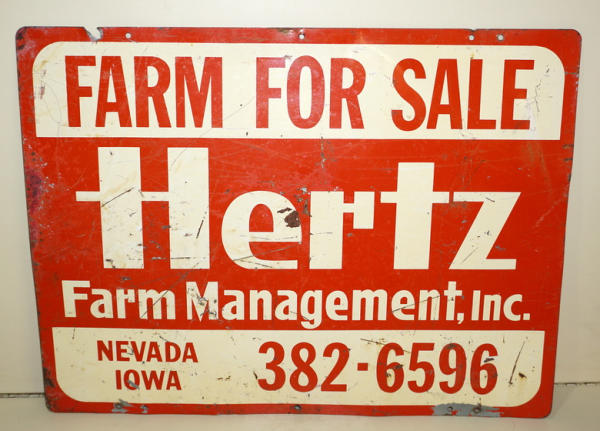 FARM FOR SALE
Hertz
Farm Management, Inc.
NEVADA
IOWA
382-6596